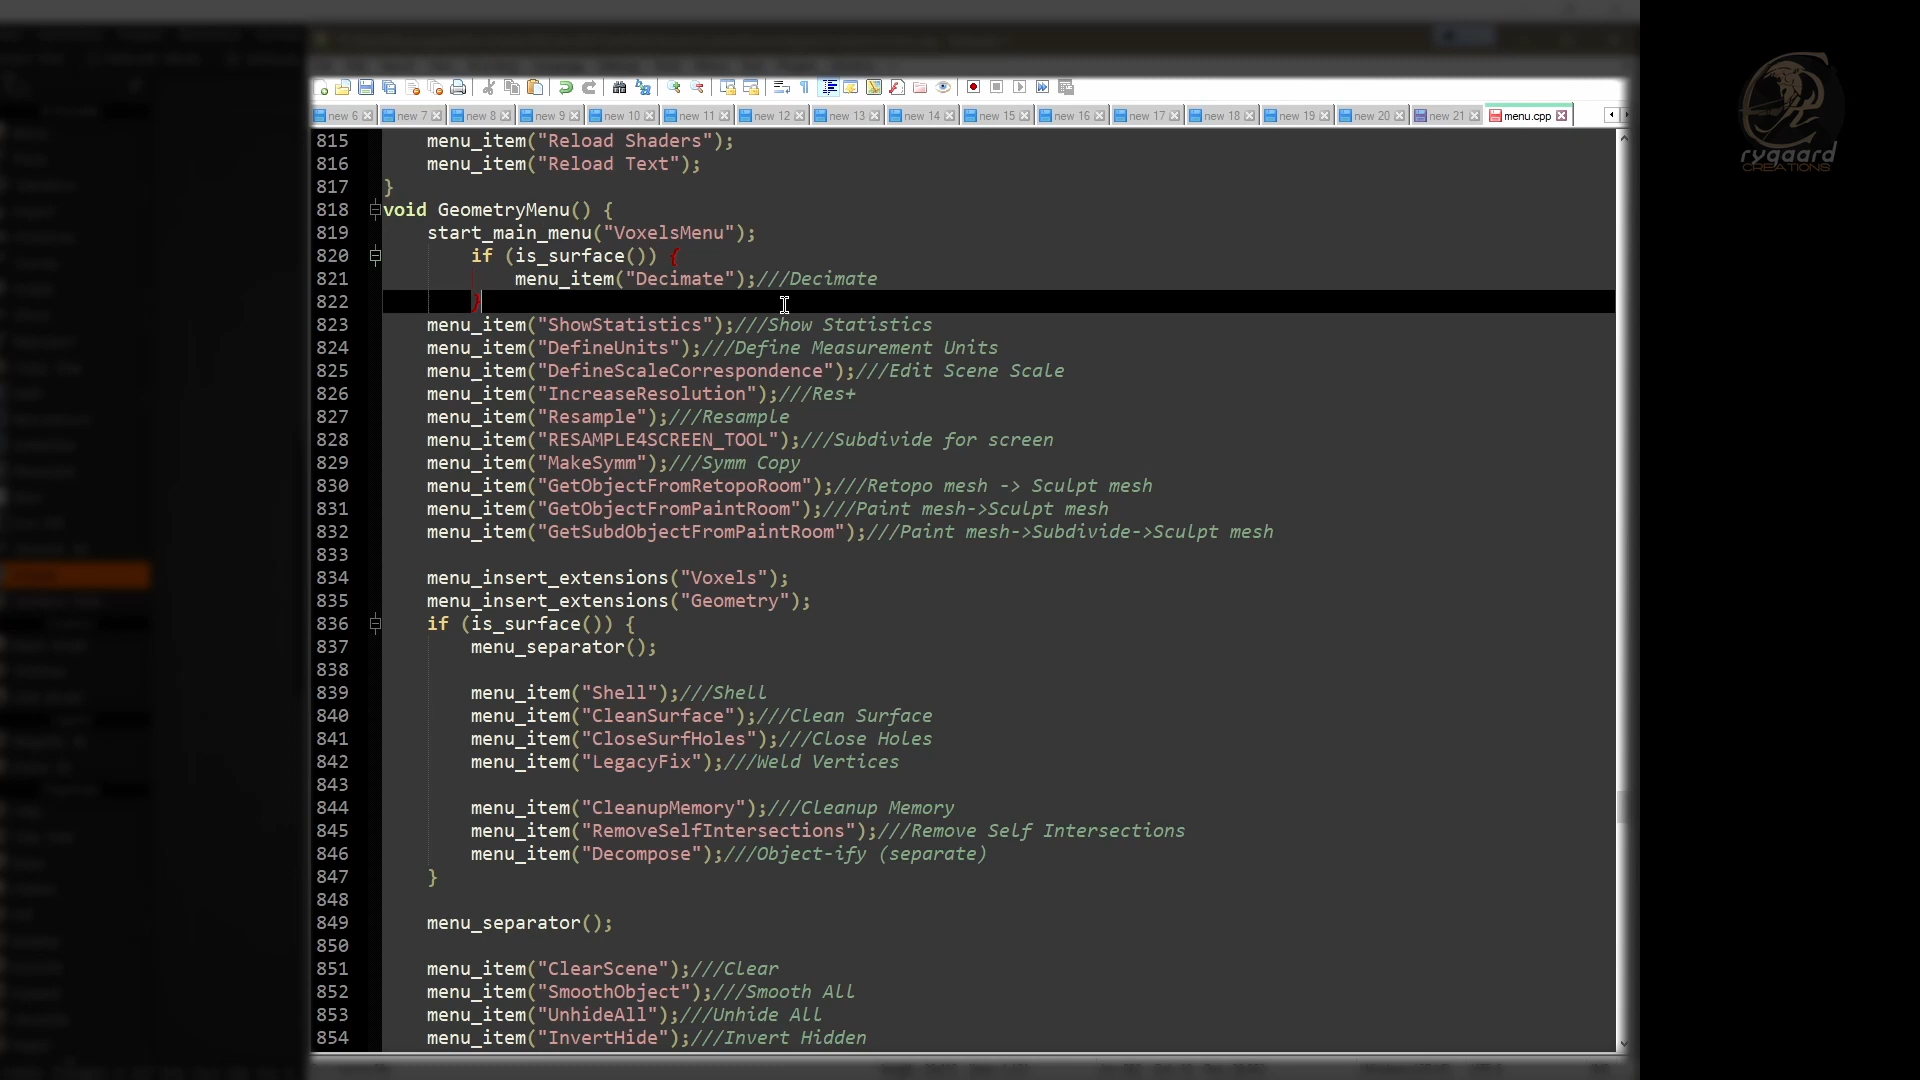 new 6 new 7 new 8 new 9 new 10 new 11 new 12 new 13 new 14 new 15 new 16 new 17 new 18 new 19 new 20 new 21 menu.cpp
rygaard
CREATIONS
815 menu_item("Reload Shaders");
816 menu_item("Reload Text");
817 }
818 void GeometryMenu() {
819 start_main_menu("VoxelsMenu");
820 if (is_surface()) {
821 menu_item("Decimate");///Decimate
822 }
823 menu_item("ShowStatistics");///Show Statistics
824 menu_item("DefineUnits");///Define Measurement Units
825 menu_item("DefineScaleCorrespondence");///Edit Scene Scale
826 menu_item("IncreaseResolution");///Res+
827 menu_item("Resample");///Resample
828 menu_item("RESAMPLE4SCREEN_TOOL");///Subdivide for screen
829 menu_item("MakeSymm");///Symm Copy
830 menu_item("GetObjectFromRetopoRoom");///Retopo mesh -> Sculpt mesh
831 menu_item("GetObjectFromPaintRoom");///Paint mesh->Sculpt mesh
832 menu_item("GetSubdObjectFromPaintRoom");///Paint mesh->Subdivide->Sculpt mesh
833
834 menu_insert_extensions("Voxels");
835 menu_insert_extensions("Geometry");
836 if (is_surface()) {
837 menu_separator();
838
839 menu_item("Shell");///Shell
840 menu_item("CleanSurface");///Clean Surface
841 menu_item("CloseSurfHoles");///Close Holes
842 menu_item("LegacyFix");///Weld Vertices
843
844 menu_item("CleanupMemory");///Cleanup Memory
845 menu_item("RemoveSelfIntersections");///Remove Self Intersections
846 menu_item("Decompose");///Object-ify (separate)
847 }
848
849 menu_separator();
850
851 menu_item("ClearScene");///Clear
852 menu_item("SmoothObject");///Smooth All
853 menu_item("UnhideAll");///Unhide All
854 menu_item("InvertHide");///Invert Hidden